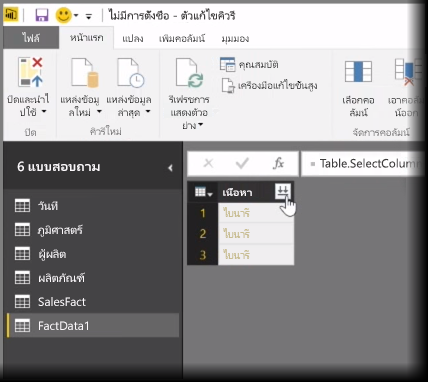 ไม่มีการตั้งชื่อ - ตัวแก้ไขคิวรี
ไฟล์ หน้าแรก แปลง เพิ่มคอลัมน์ มุมมอง
ปิดและนำไปใช้
แหล่งข้อมูลใหม่
แหล่งข้อมูลล่าสุด
รีเฟรชการแสดงตัวอย่าง
คุณสมบัติ
เครื่องมือแก้ไขขั้นสูง
เลือกคอลัมน์
เอาคอลัมน์ออก
ปิด คิวรีใหม่ คิวรี จัดการคอลัมน์
6 แบบสอบถาม
วันที่
ภูมิศาสตร์
ผู้ผลิต
ผลิตภัณฑ์
SalesFact
FactData1
fx = Table.SelectColumn
เนื้อหา
1 ไบนารี
2 ไบนารี
3 ไบนารี